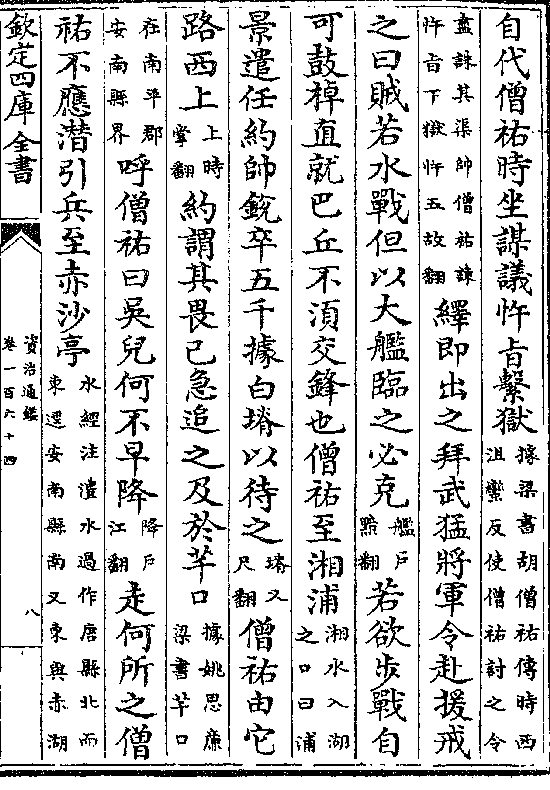 自代僧祐時坐謀議忤旨繫獄據梁書胡僧祐傳時西沮蠻反使僧祐討之令
盡誅其渠帥僧祐諫忤旨下獄忤五故翻繹即出之拜武猛將軍令赴援戒
之曰賊若水戰但以大艦臨之必克艦戶黯翻若欲步戰自
可鼓棹直就巴丘不湏交鋒也僧祐至湘浦湘水入湖之口曰浦
景遣任約帥銳卒五千據白塉以待之塉叉尺翻僧祐由它
路西上上時掌翻約謂其畏己急追之及於芊口據姚思廉梁書芊口
在南平郡安南縣界呼僧祐曰吳兒何不早降降戶江翻走何所之僧
祐不應潛引兵至赤沙亭水經注澧水過作唐縣北而東逕安南縣南又東與赤湖
欽定四庫全書
資治通鑑
卷一百六十四
八